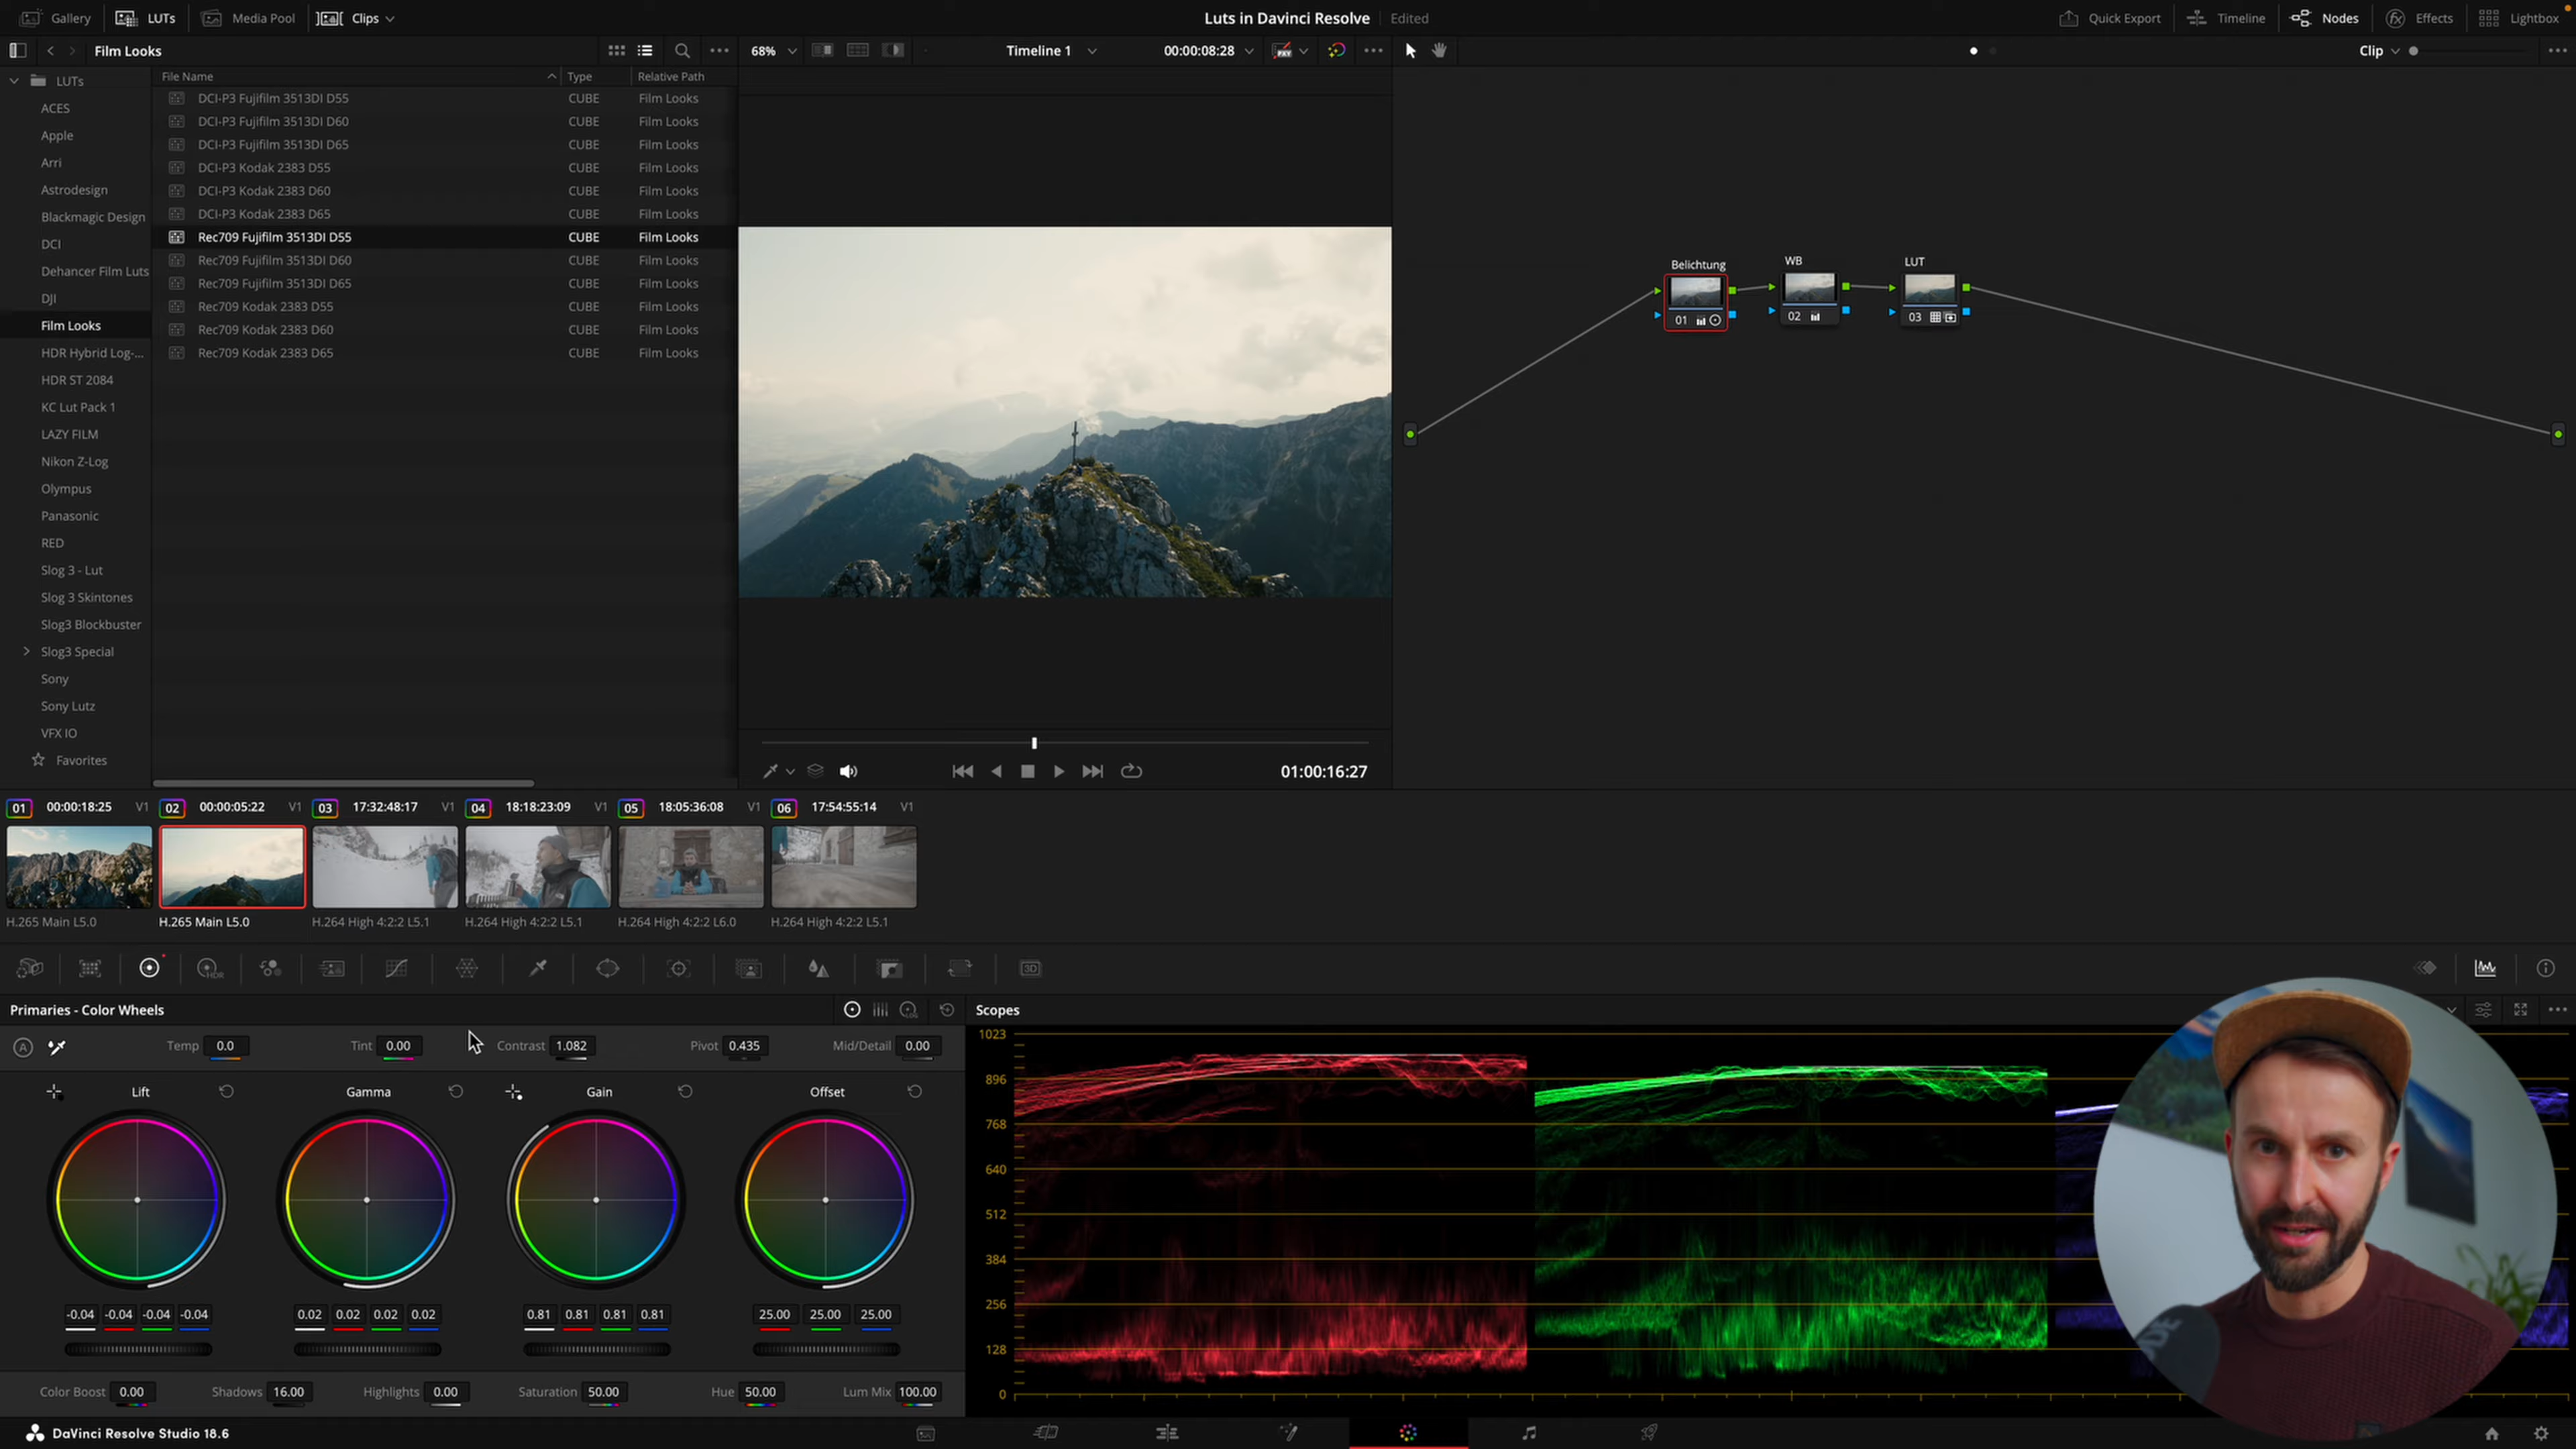 Gallery LUTs Media Pool Clips Luts in Davinci Resolve Edited Quick Export Timeline Nodes Effects Lightbox
Film Looks 68% Timeline 1 00:00:08:28 Clip
LUTs
ACES
Apple
Arri
Astrodesign
Blackmagic Design
DCI
Dehancer Film Luts
DJI
Film Looks
HDR Hybrid Log-...
HDR ST 2084
KC Lut Pack 1
LAZY FILM
Nikon Z-Log
Olympus
Panasonic
RED
Slog 3 - Lut
Slog 3 Skintones
Slog3 Blockbuster
Slog3 Special
Sony
Sony Lutz
VFX IO
Favorites
File Name Type Relative Path
DCI-P3 Fujifilm 3513DI D55 CUBE Film Looks
DCI-P3 Fujifilm 3513DI D60 CUBE Film Looks
DCI-P3 Fujifilm 3513DI D65 CUBE Film Looks
DCI-P3 Kodak 2383 D55 CUBE Film Looks
DCI-P3 Kodak 2383 D60 CUBE Film Looks
DCI-P3 Kodak 2383 D65 CUBE Film Looks
Rec709 Fujifilm 3513DI D55 CUBE Film Looks
Rec709 Fujifilm 3513DI D60 CUBE Film Looks
Rec709 Fujifilm 3513DI D65 CUBE Film Looks
Rec709 Kodak 2383 D55 CUBE Film Looks
Rec709 Kodak 2383 D60 CUBE Film Looks
Rec709 Kodak 2383 D65 CUBE Film Looks
01:00:16:27
Belichtung WB LUT
01 02 03
01 00:00:18:25 V1 02 00:00:05:22 V1 03 17:32:48:17 V1 04 18:18:23:09 V1 05 18:05:36:08 V1 06 17:54:55:14 V1
H.265 Main L5.0 H.265 Main L5.0 H.264 High 4:2:2 L5.1 H.264 High 4:2:2 L5.1 H.264 High 4:2:2 L6.0 H.264 High 4:2:2 L5.1
HDR 3D
Primaries - Color Wheels LOG
A Temp 0.0 Tint 0.00 Contrast 1.082 Pivot 0.435 Mid/Detail 0.00
Lift Gamma Gain Offset
-0.04 -0.04 -0.04 -0.04 0.02 0.02 0.02 0.02 0.81 0.81 0.81 0.81 25.00 25.00 25.00
Color Boost 0.00 Shadows 16.00 Highlights 0.00 Saturation 50.00 Hue 50.00 Lum Mix 100.00
Scopes
1023
896
768
640
512
384
256
128
0
DaVinci Resolve Studio 18.6